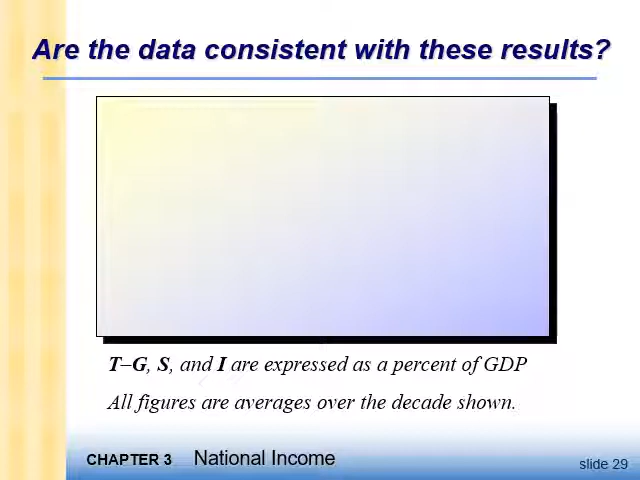 Are the data consistent with these results?
T–G, S, and I are expressed as a percent of GDP
All figures are averages over the decade shown.
CHAPTER 3 National Income
slide 29